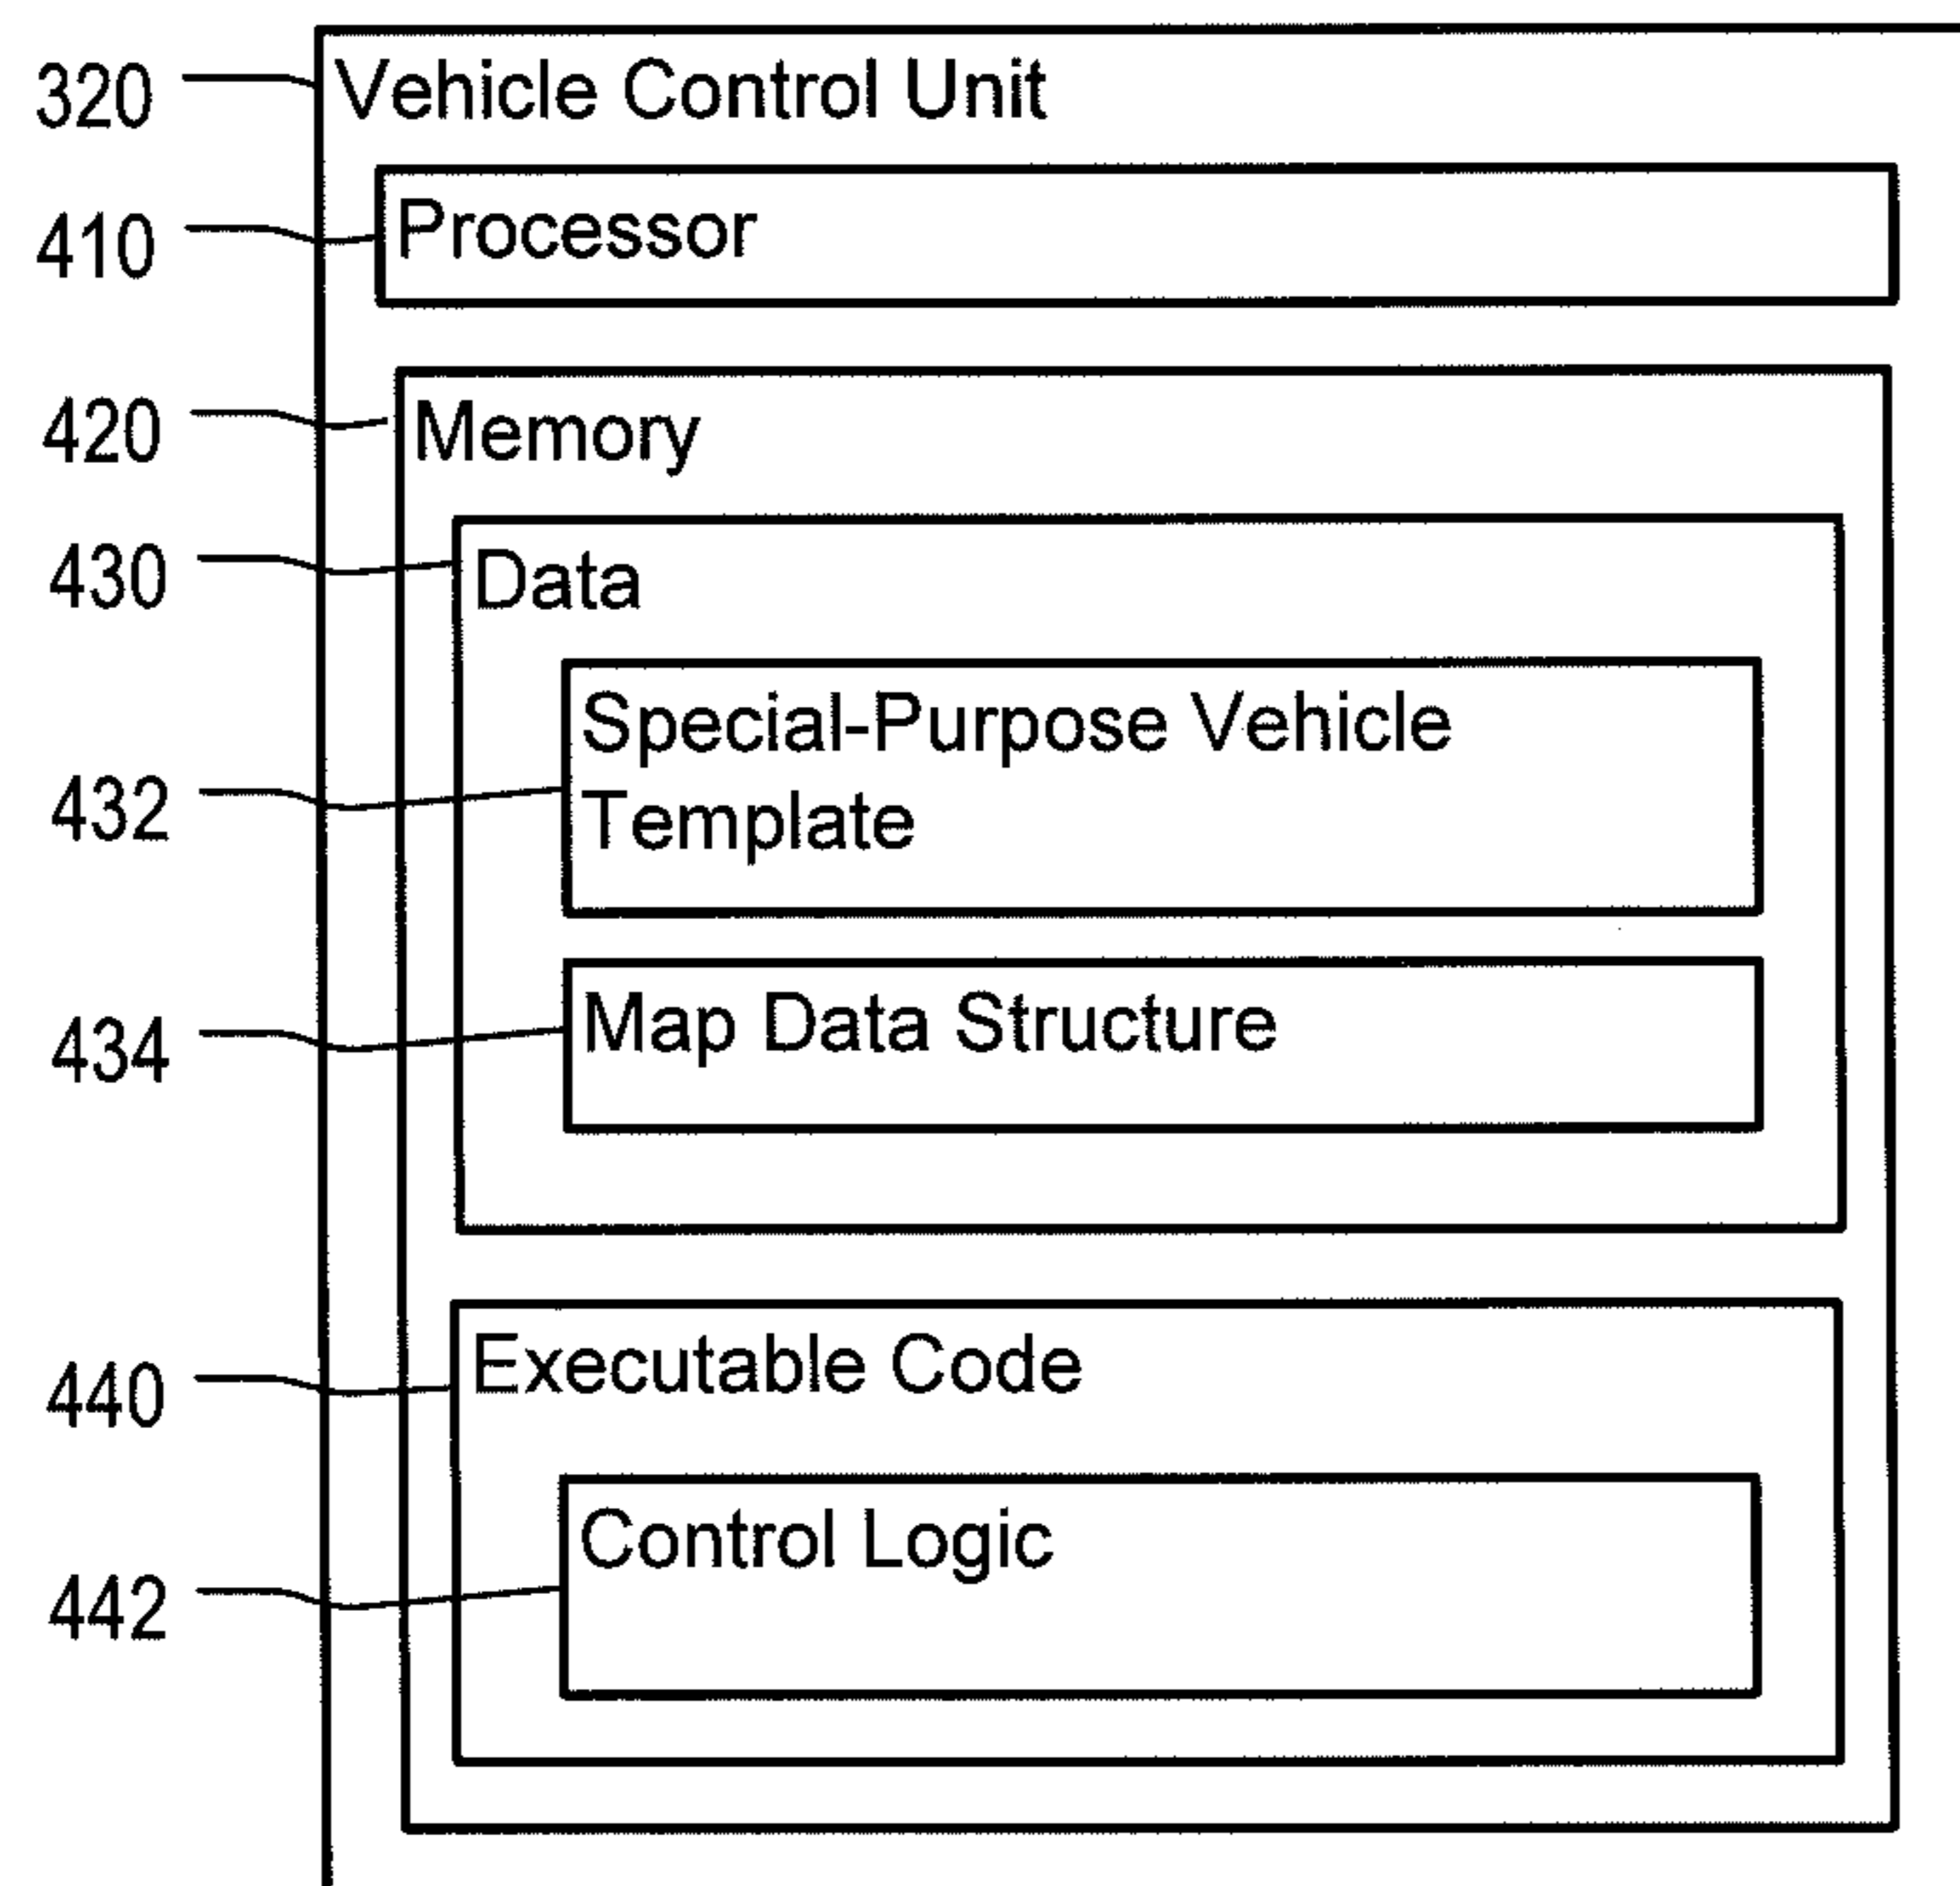 320 Vehicle Control Unit
410 Processor
420 Memory
430 Data
Special-Purpose Vehicle
432 Template
434 Map Data Structure
440 Executable Code
Control Logic
442